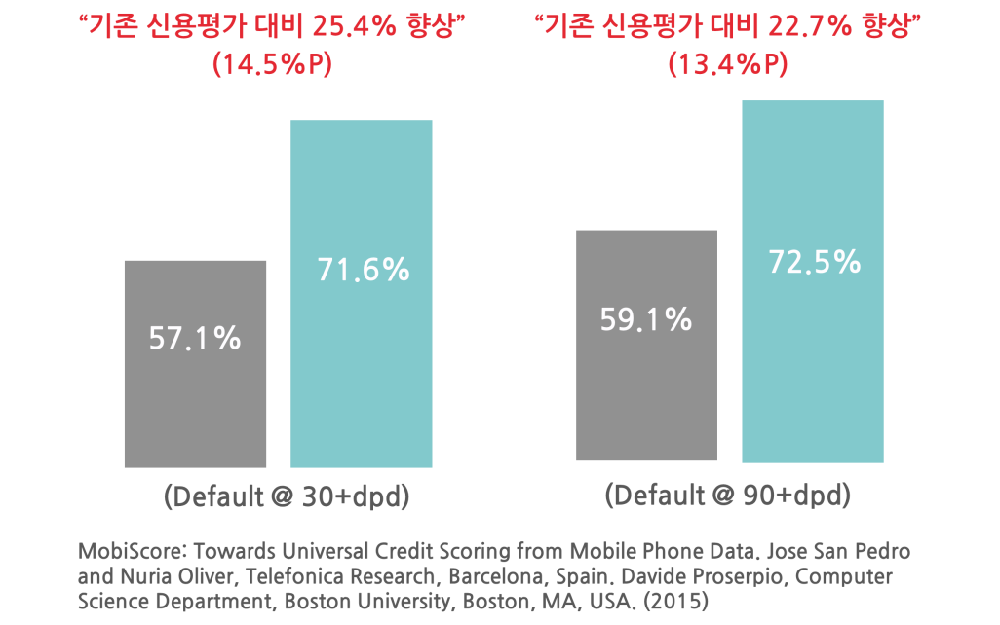 “기존 신용평가 대비 25.4% 향상”
(14.5%P)
“기존 신용평가 대비 22.7% 향상”
(13.4%P)
57.1%
71.6%
(Default @ 30+dpd)
59.1%
72.5%
(Default @ 90+dpd)
MobiScore: Towards Universal Credit Scoring from Mobile Phone Data. Jose San Pedro
and Nuria Oliver, Telefonica Research, Barcelona, Spain. Davide Proserpio, Computer
Science Department, Boston University, Boston, MA, USA. (2015)